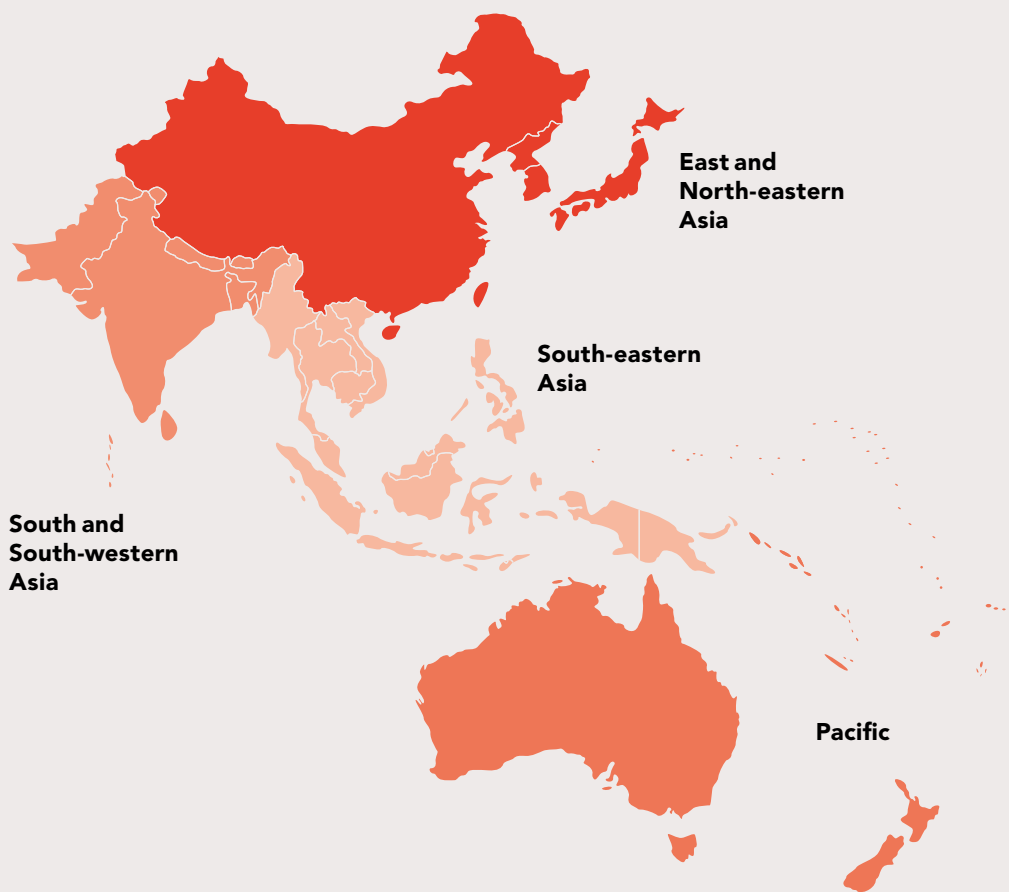 East and
North-eastern
Asia
South-eastern
Asia
South and
South-western
Asia
Pacific